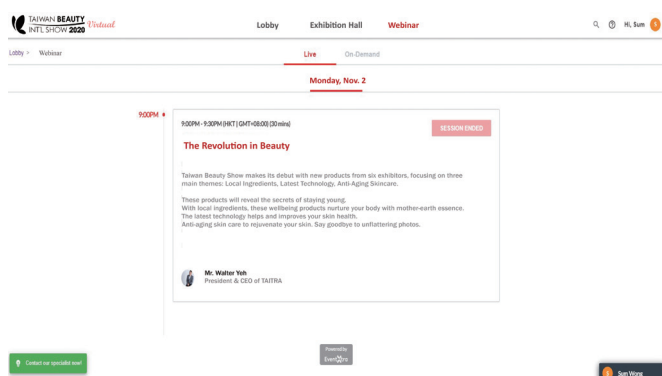 TAIWAN BEAUTY
INTL SHOW 2020
Virtual
Lobby
Exhibition Hall
Webinar
Hi, Sum
S
Lobby
Webinar
Live
On-Demand
Monday, Nov. 2
9:00PM
9:00PM - 9:30PM (HKT | GMT+08:00) (30 mins)
SESSION ENDED
The Revolution in Beauty
Taiwan Beauty Show makes its debut with new products from six exhibitors, focusing on three
main themes: Local Ingredients, Latest Technology, Anti-Aging Skincare.
These products will reveal the secrets of staying young.
With local ingredients, these wellbeing products nurture your body with mother-earth essence.
The latest technology helps and improves your skin health.
Anti-aging skin care to rejuvenate your skin. Say goodbye to unflattering photos.
Mr. Walter Yeh
President & CEO of TAITRA
Powered by
EventXtra
Contact our specialist now!
S
Sum Wong